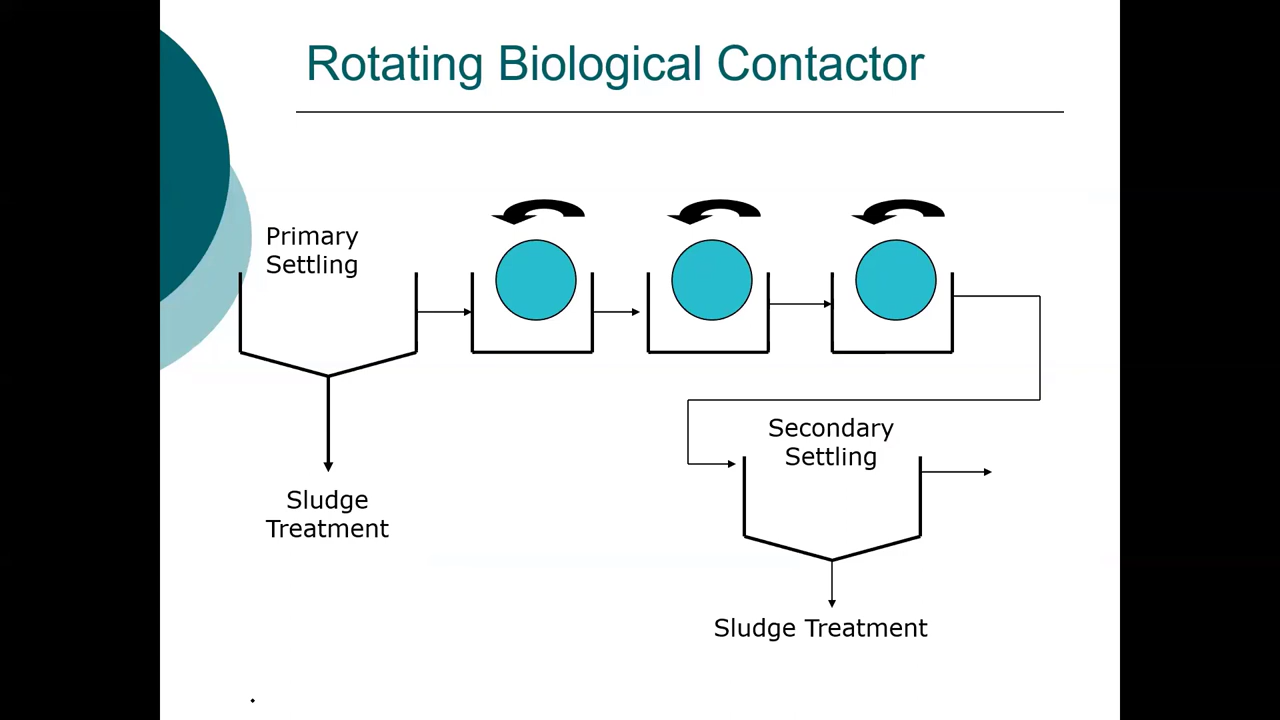 Rotating Biological Contactor
Primary
Settling
Sludge
Treatment
Secondary
Settling
Sludge Treatment